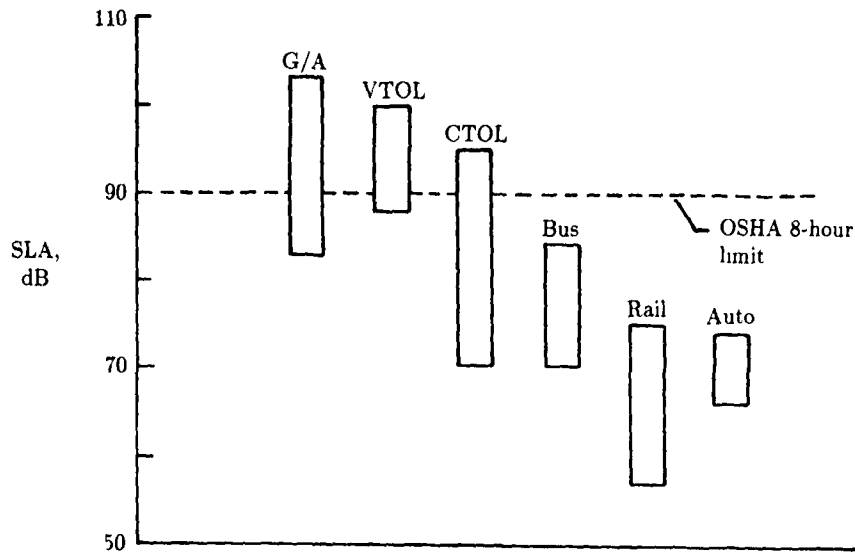 110
G/A
VTOL
CTOL
90
SLA,
dB
OSHA 8-hour
limit
Bus
Rail
Auto
70
50